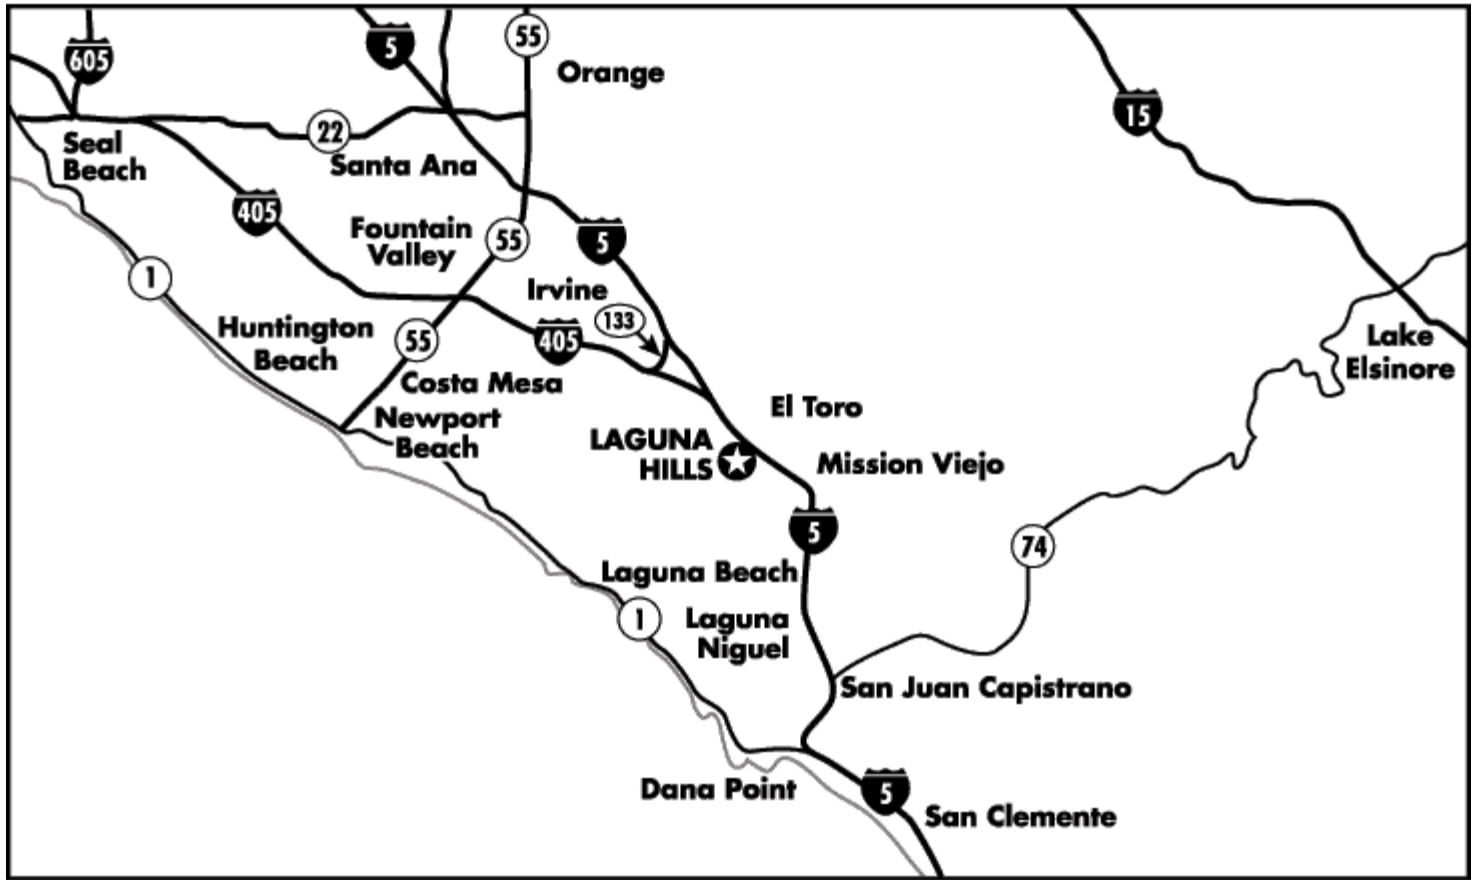 605
5
55
Orange
15
22
Seal
Beach
Santa Ana
405
Fountain
Valley
55
5
1
Irvine
133
Huntington
Beach
55
405
Lake
Elsinore
Costa Mesa
Newport
Beach
El Toro
LAGUNA
HILLS
Mission Viejo
5
74
Laguna Beach
1
Laguna
Niguel
San Juan Capistrano
Dana Point
5
San Clemente